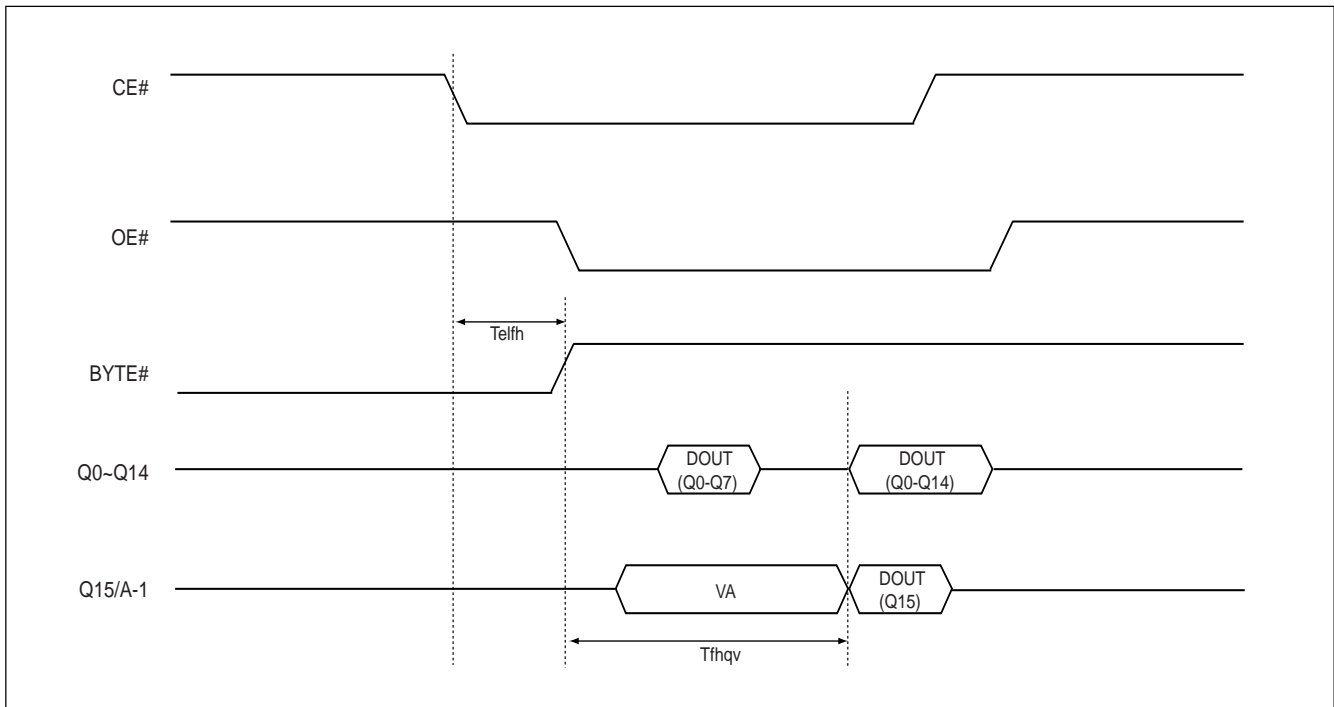 CE#
OE#
Telfh
BYTE#
Q0~Q14
DOUT
(Q0-Q7)
DOUT
(Q0-Q14)
Q15/A-1
VA
DOUT
(Q15)
Tfhqv